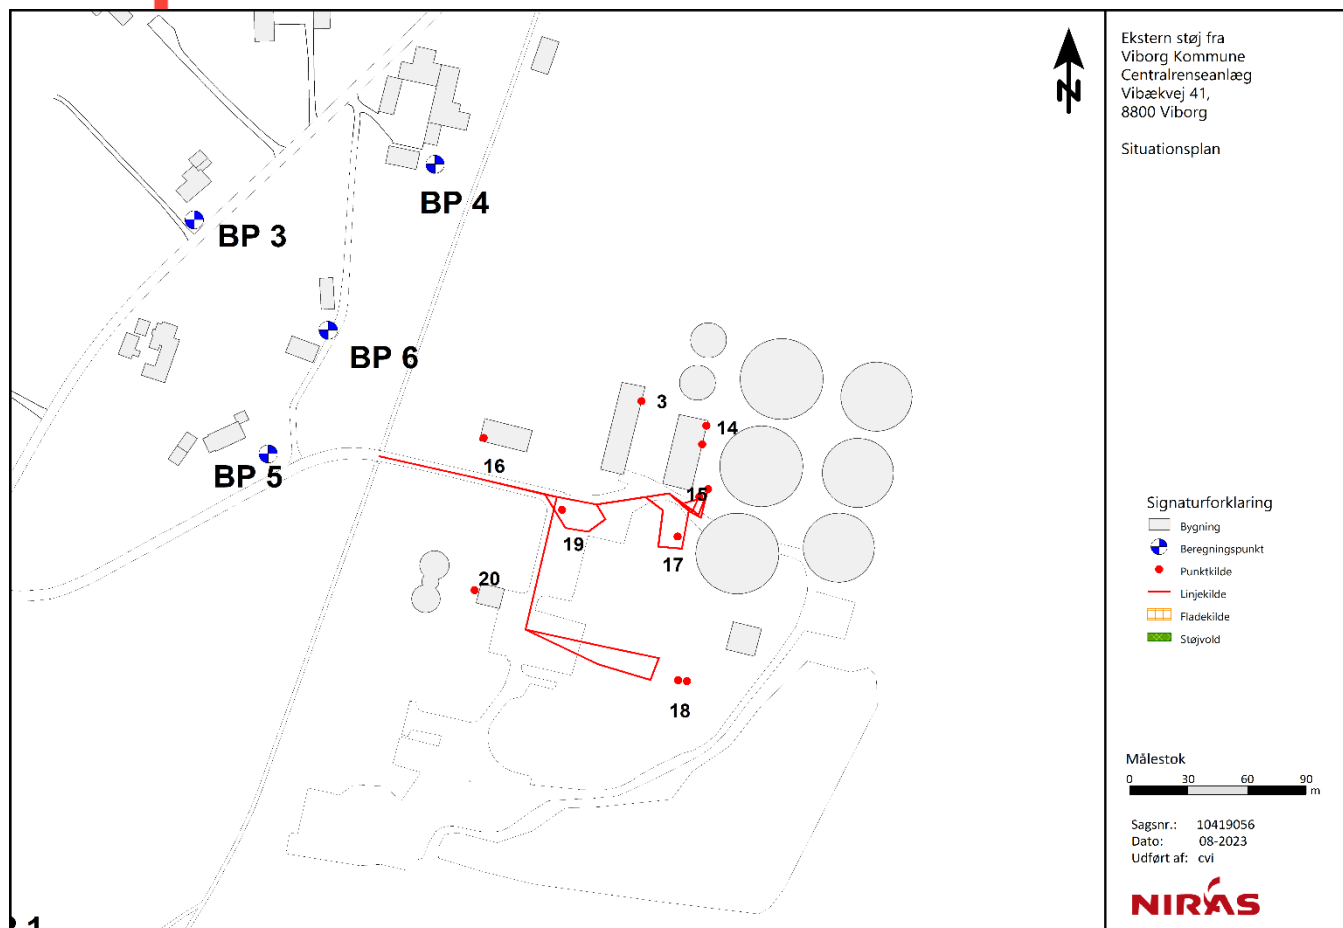 Ekstern støj fra
Viborg Kommune
Centralrenseanlæg
Vibækvej 41,
8800 Viborg
Situationsplan
BP 4
BP 3
BP 6
BP 5
3
14
16
15
19
17
20
18
1
Signaturforklaring
Bygning
Beregningspunkt
Punktkilde
Linjekilde
Fladekilde
Støjvold
Målestok
0 30 60 90
m
Sagsnr.: 10419056
Dato: 08-2023
Udført af: cvi
NIRAS
N